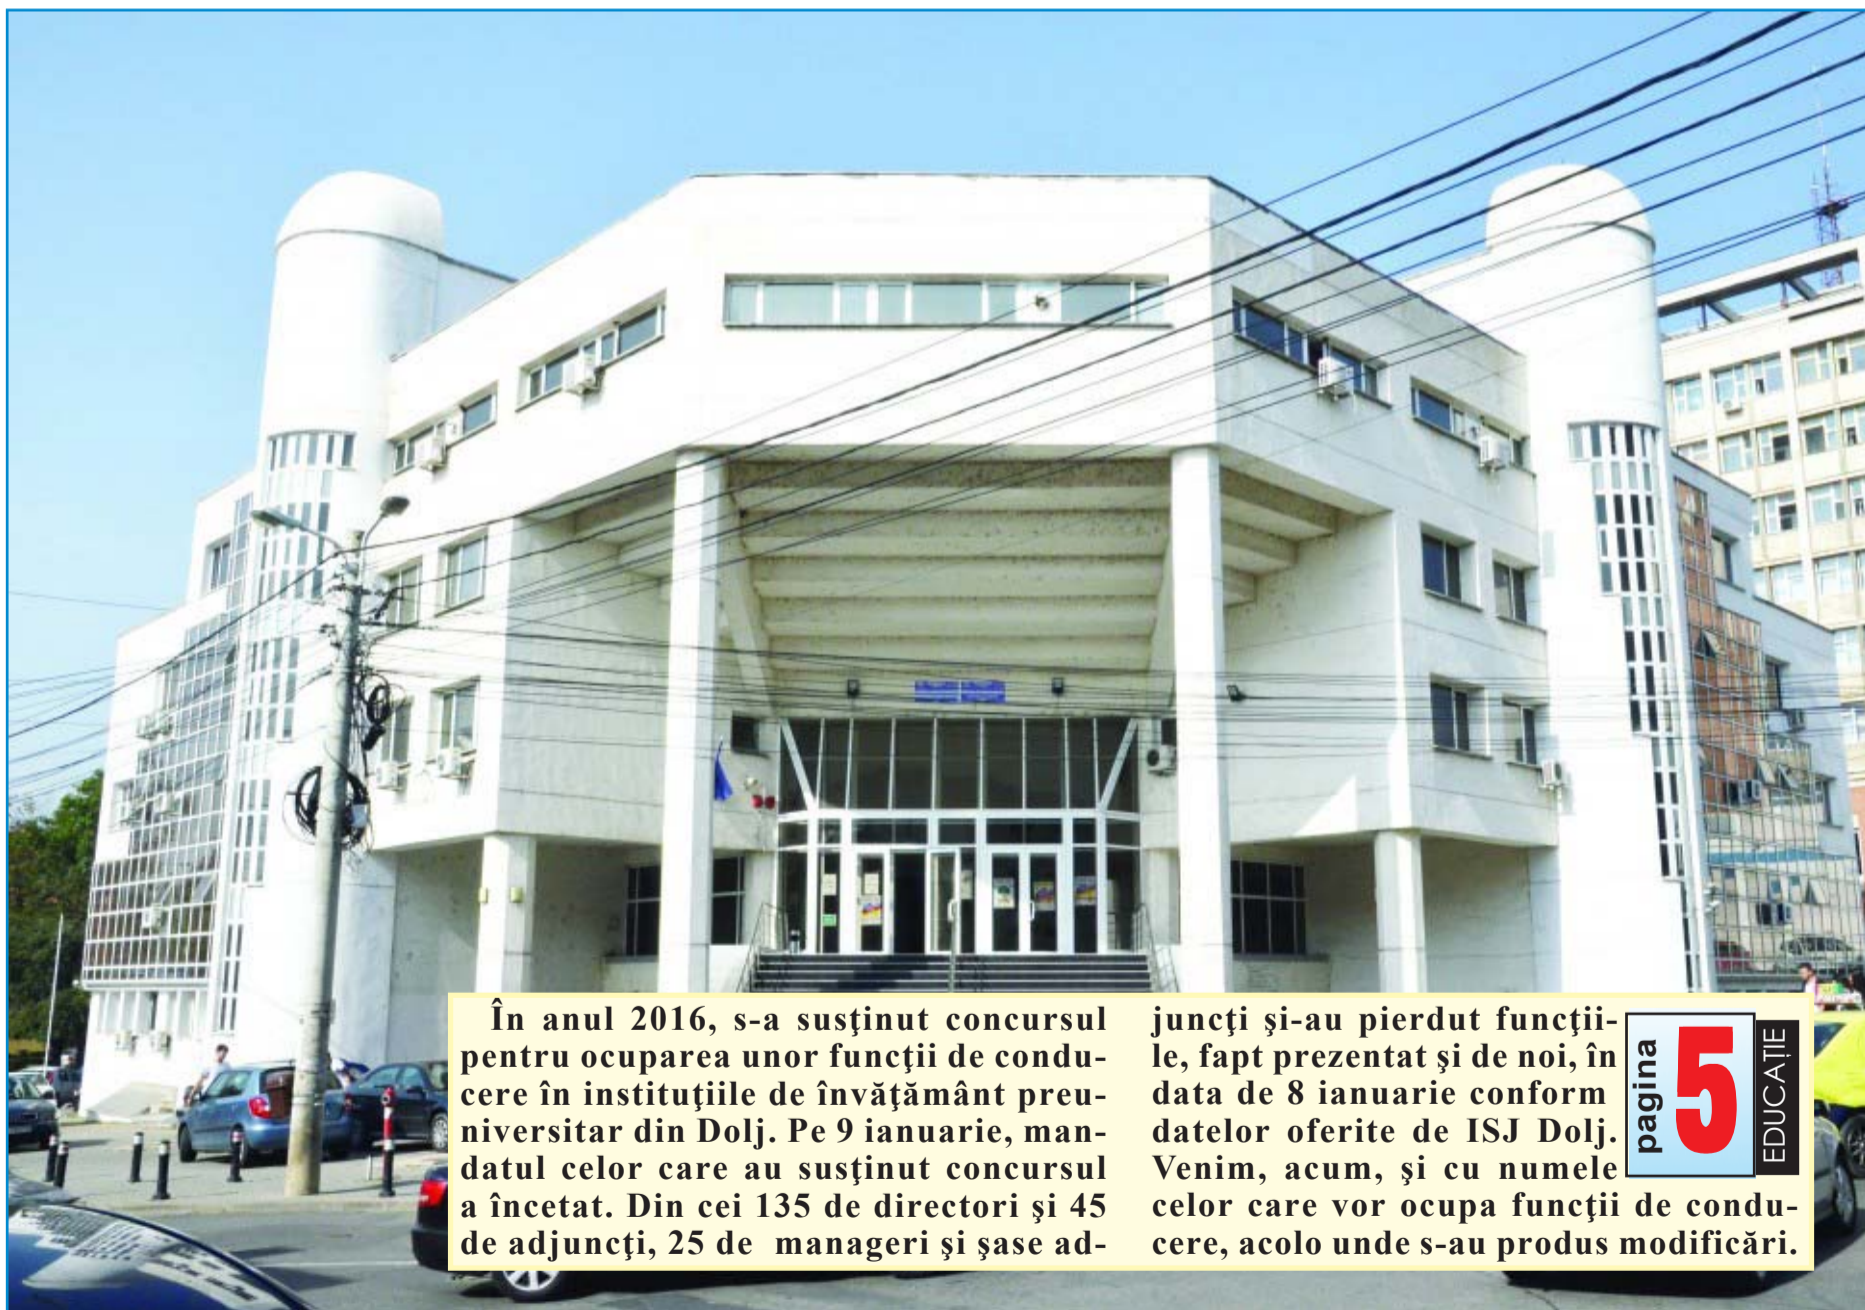 În anul 2016, s-a susţinut concursul
pentru ocuparea unor funcţii de condu-
cere în instituţiile de învăţământ preu-
niversitar din Dolj. Pe 9 ianuarie, man-
datul celor care au susţinut concursul
a încetat. Din cei 135 de directori şi 45
de adjuncţi, 25 de manageri şi şase ad-
juncţi şi-au pierdut funcţii-
le, fapt prezentat şi de noi, în
data de 8 ianuarie conform
datelor oferite de ISJ Dolj.
Venim, acum, şi cu numele
celor care vor ocupa funcţii de condu-
cere, acolo unde s-au produs modificări.
pagina
5
EDUCAŢIE